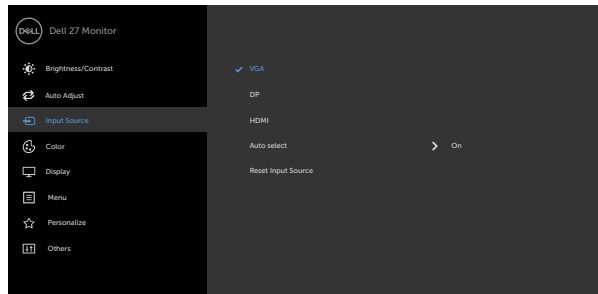 DELL Dell 27 Monitor
Brightness/Contrast
Auto Adjust
Input Source
Color
Display
Menu
Personalize
Others
VGA
DP
HDMI
Auto select On
Reset Input Source